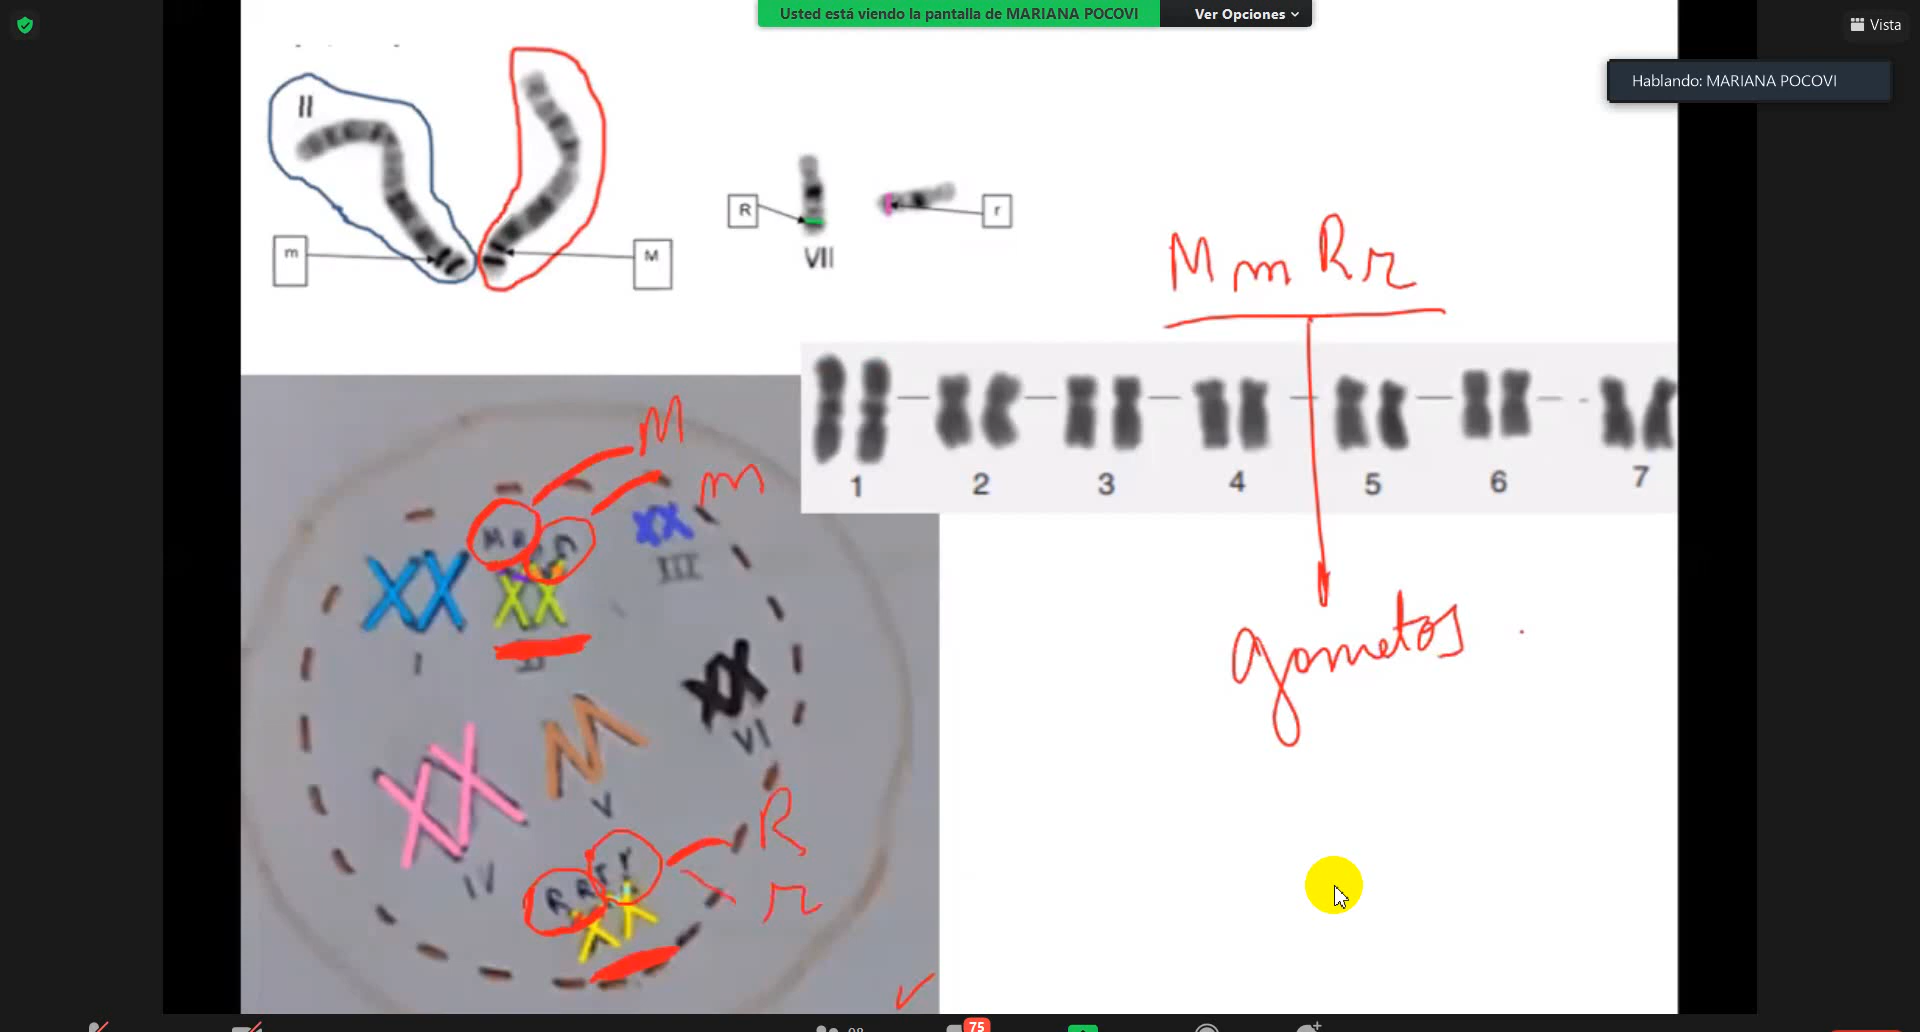 Usted está viendo la pantalla de MARIANA POCOVI
Ver Opciones
Vista
Hablando: MARIANA POCOVI
II
m
M
R
r
VII
M m R r
1 2 3 4 5 6 7
M
m
M
I
III
IV
V
VI
R
r
R R r r
gametos
98
75